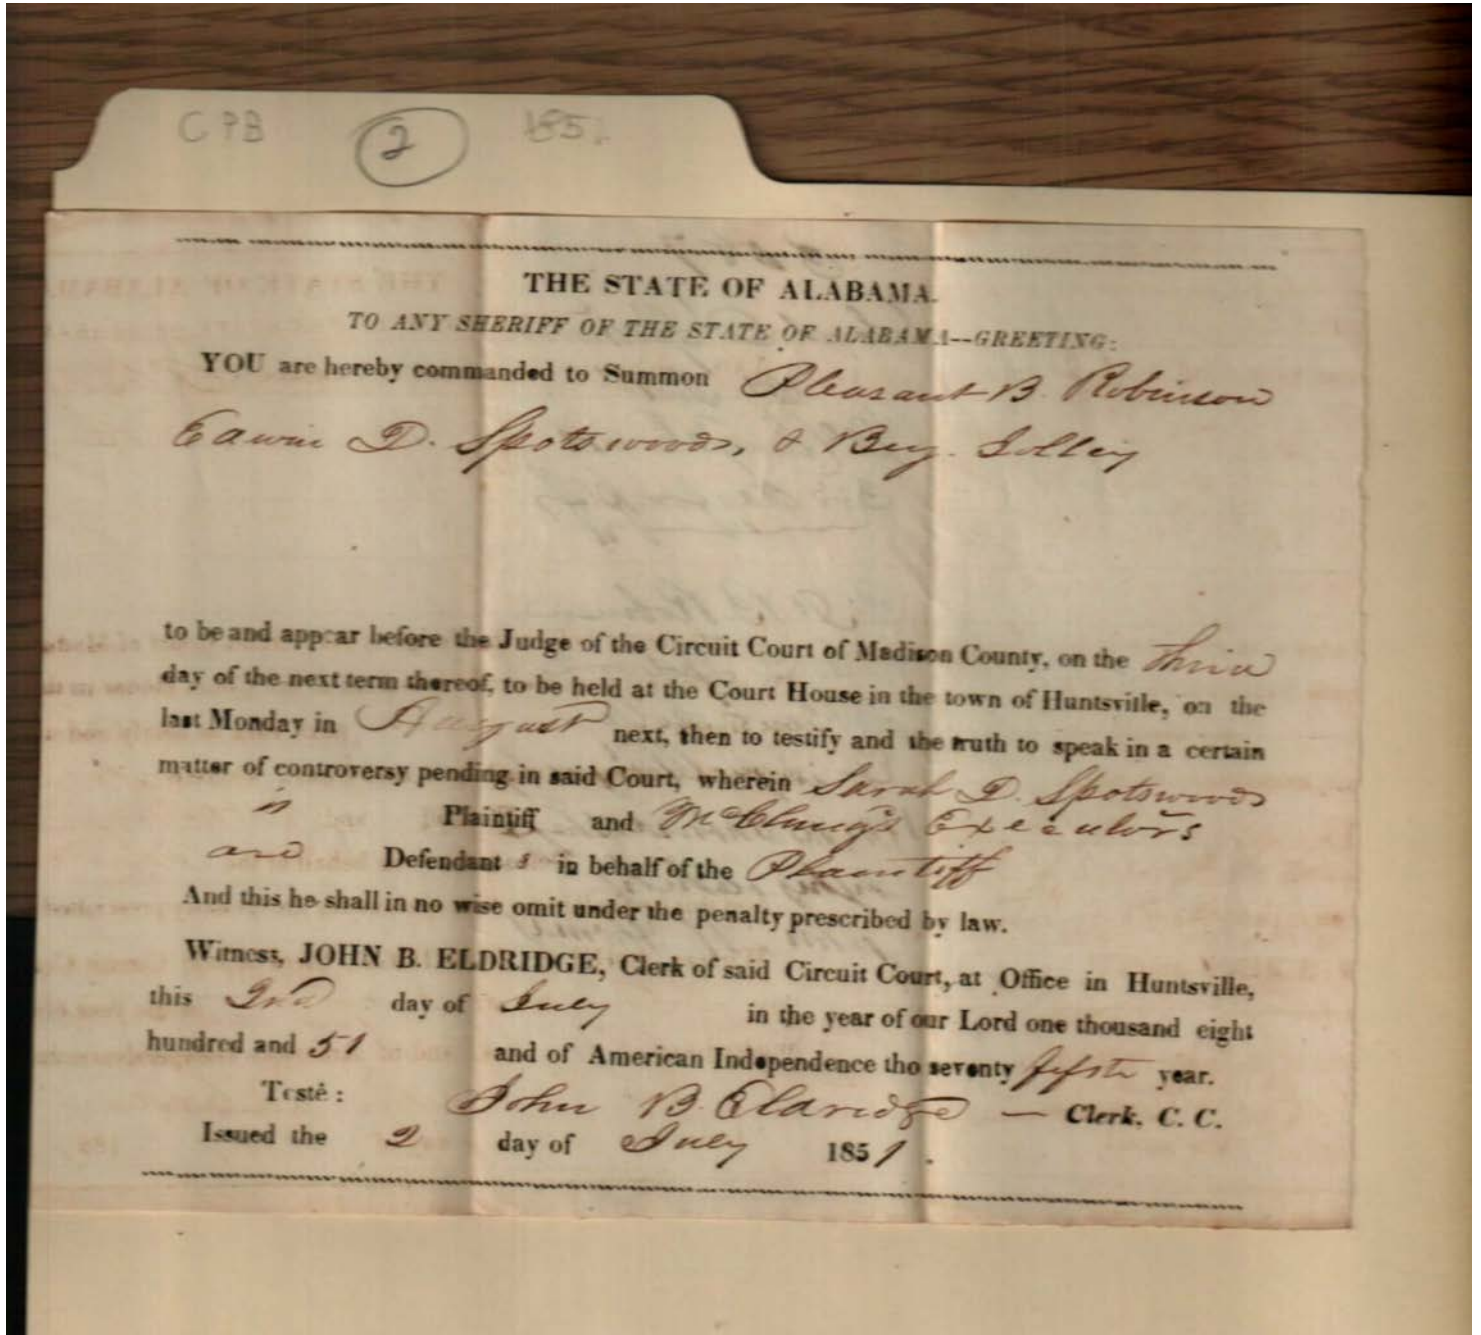 CPB 2 185
THE STATE OF ALABAMA.
TO ANY SHERIFF OF THE STATE OF ALABAMA--GREETING:
YOU are hereby commanded to Summon Pleasant B. Robinson
Edwin D. Spotswood, & Benj. Jolley
to be and appear before the Judge of the Circuit Court of Madison County, on the third
day of the next term thereof, to be held at the Court House in the town of Huntsville, on the
last Monday in August next, then to testify and the truth to speak in a certain
matter of controversy pending in said Court, wherein Sarah D. Spotswood
is Plaintiff and McClung's Executors
are Defendant s in behalf of the Plaintiff
And this he shall in no wise omit under the penalty prescribed by law.
Witness, JOHN B. ELDRIDGE, Clerk of said Circuit Court, at Office in Huntsville,
this 2nd day of July in the year of our Lord one thousand eight
hundred and 51 and of American Independence the seventy fifth year.
Testê: John B. Eldridge — Clerk, C. C.
Issued the 2 day of July 1851.